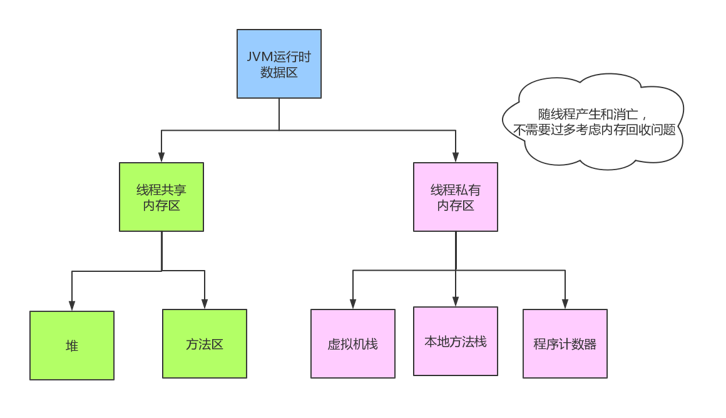 JVM运行时
数据区
随线程产生和消亡，
不需要过多考虑内存回收问题
线程共享
内存区
线程私有
内存区
堆
方法区
虚拟机栈
本地方法栈
程序计数器